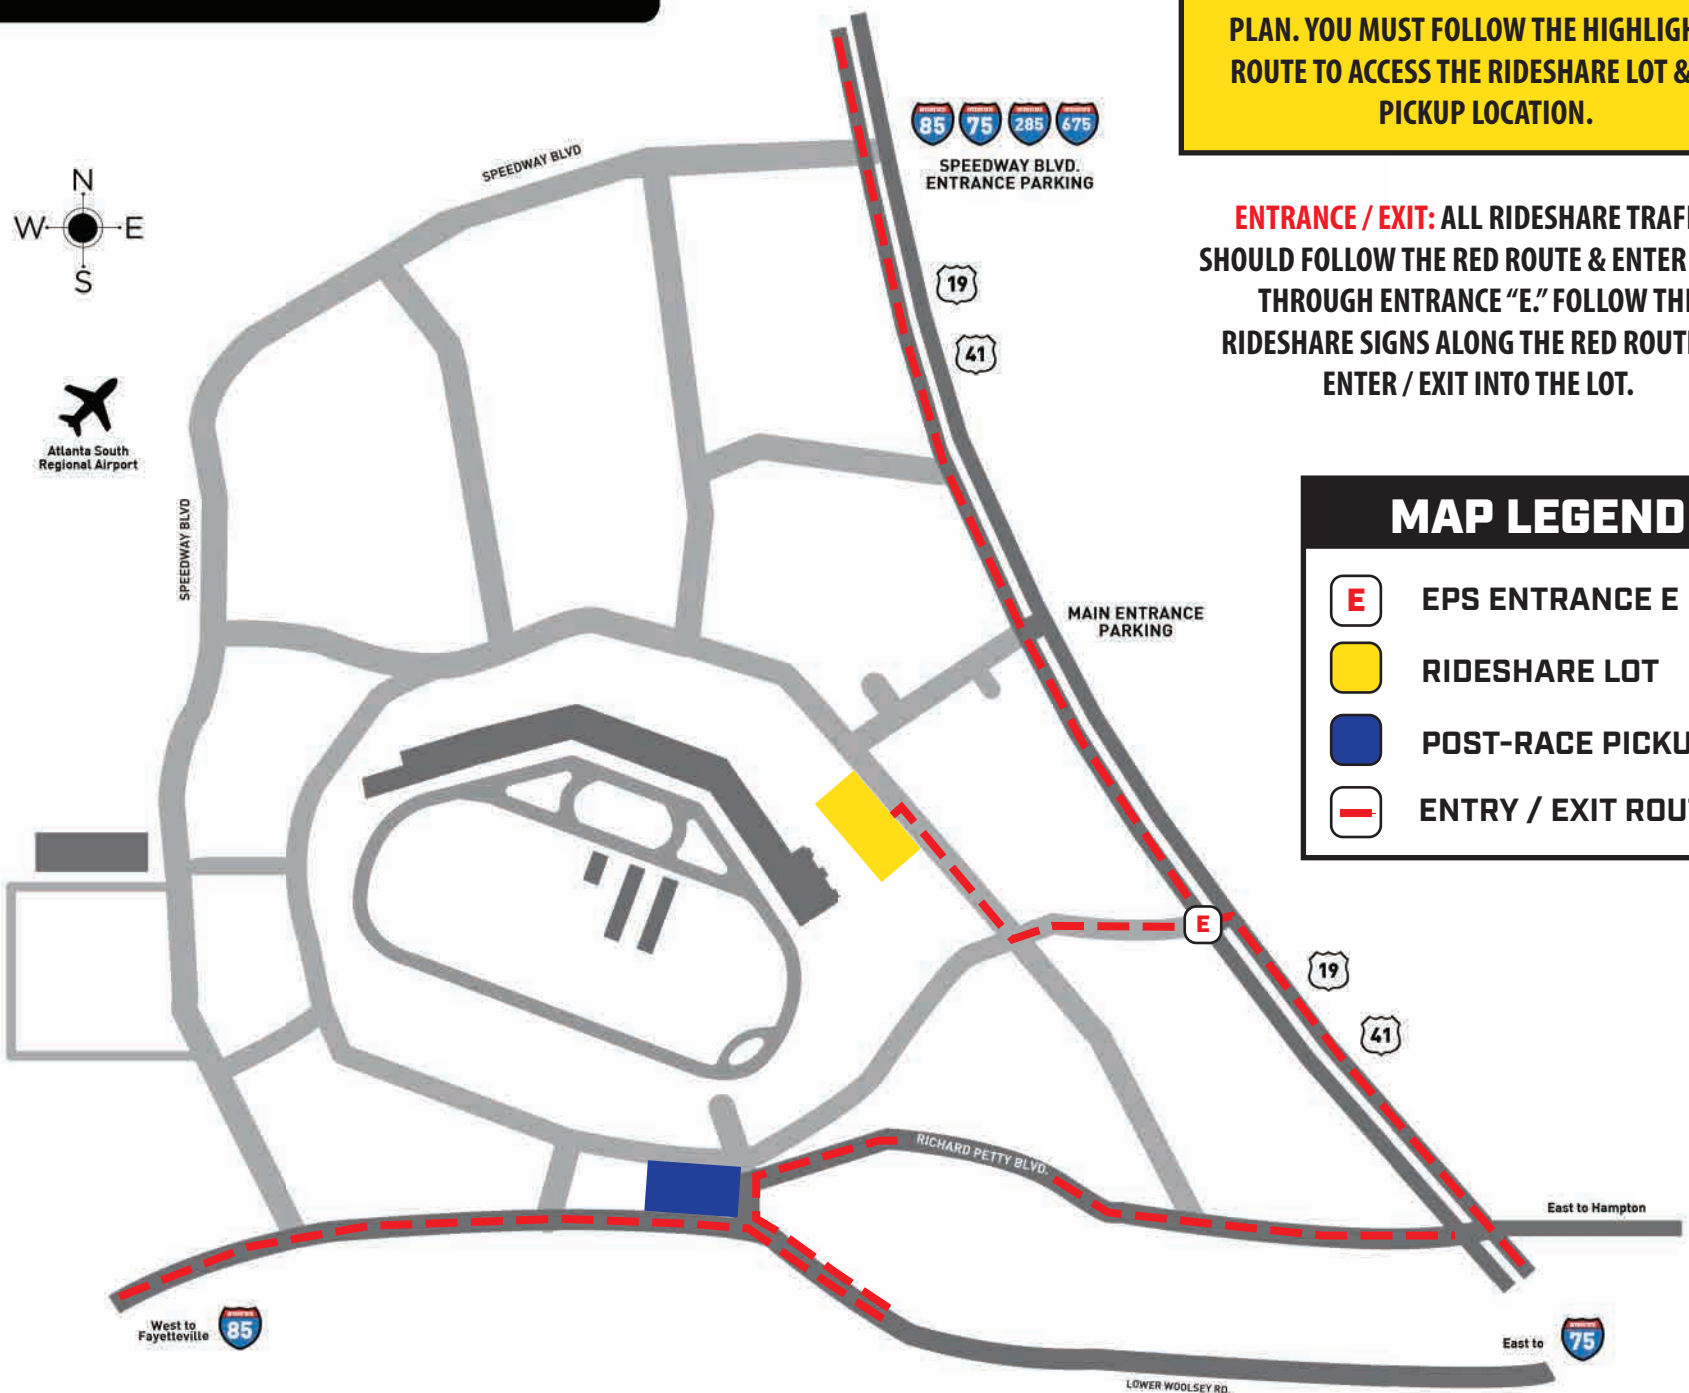 PLAN. YOU MUST FOLLOW THE HIGHLIGH
ROUTE TO ACCESS THE RIDESHARE LOT &
PICKUP LOCATION.
ENTRANCE / EXIT: ALL RIDESHARE TRAF
SHOULD FOLLOW THE RED ROUTE & ENTER
THROUGH ENTRANCE “E.” FOLLOW TH
RIDESHARE SIGNS ALONG THE RED ROUT
ENTER / EXIT INTO THE LOT.
MAP LEGEND
E EPS ENTRANCE E
RIDESHARE LOT
POST-RACE PICKU
ENTRY / EXIT ROU
N
W E
S
Atlanta South
Regional Airport
SPEEDWAY BLVD
SPEEDWAY BLVD
85 75 285 675
SPEEDWAY BLVD.
ENTRANCE PARKING
19
41
MAIN ENTRANCE
PARKING
E
19
41
RICHARD PETTY BLVD.
East to Hampton
West to
Fayetteville
85
East to
75
LOWER WOOLSEY RD.